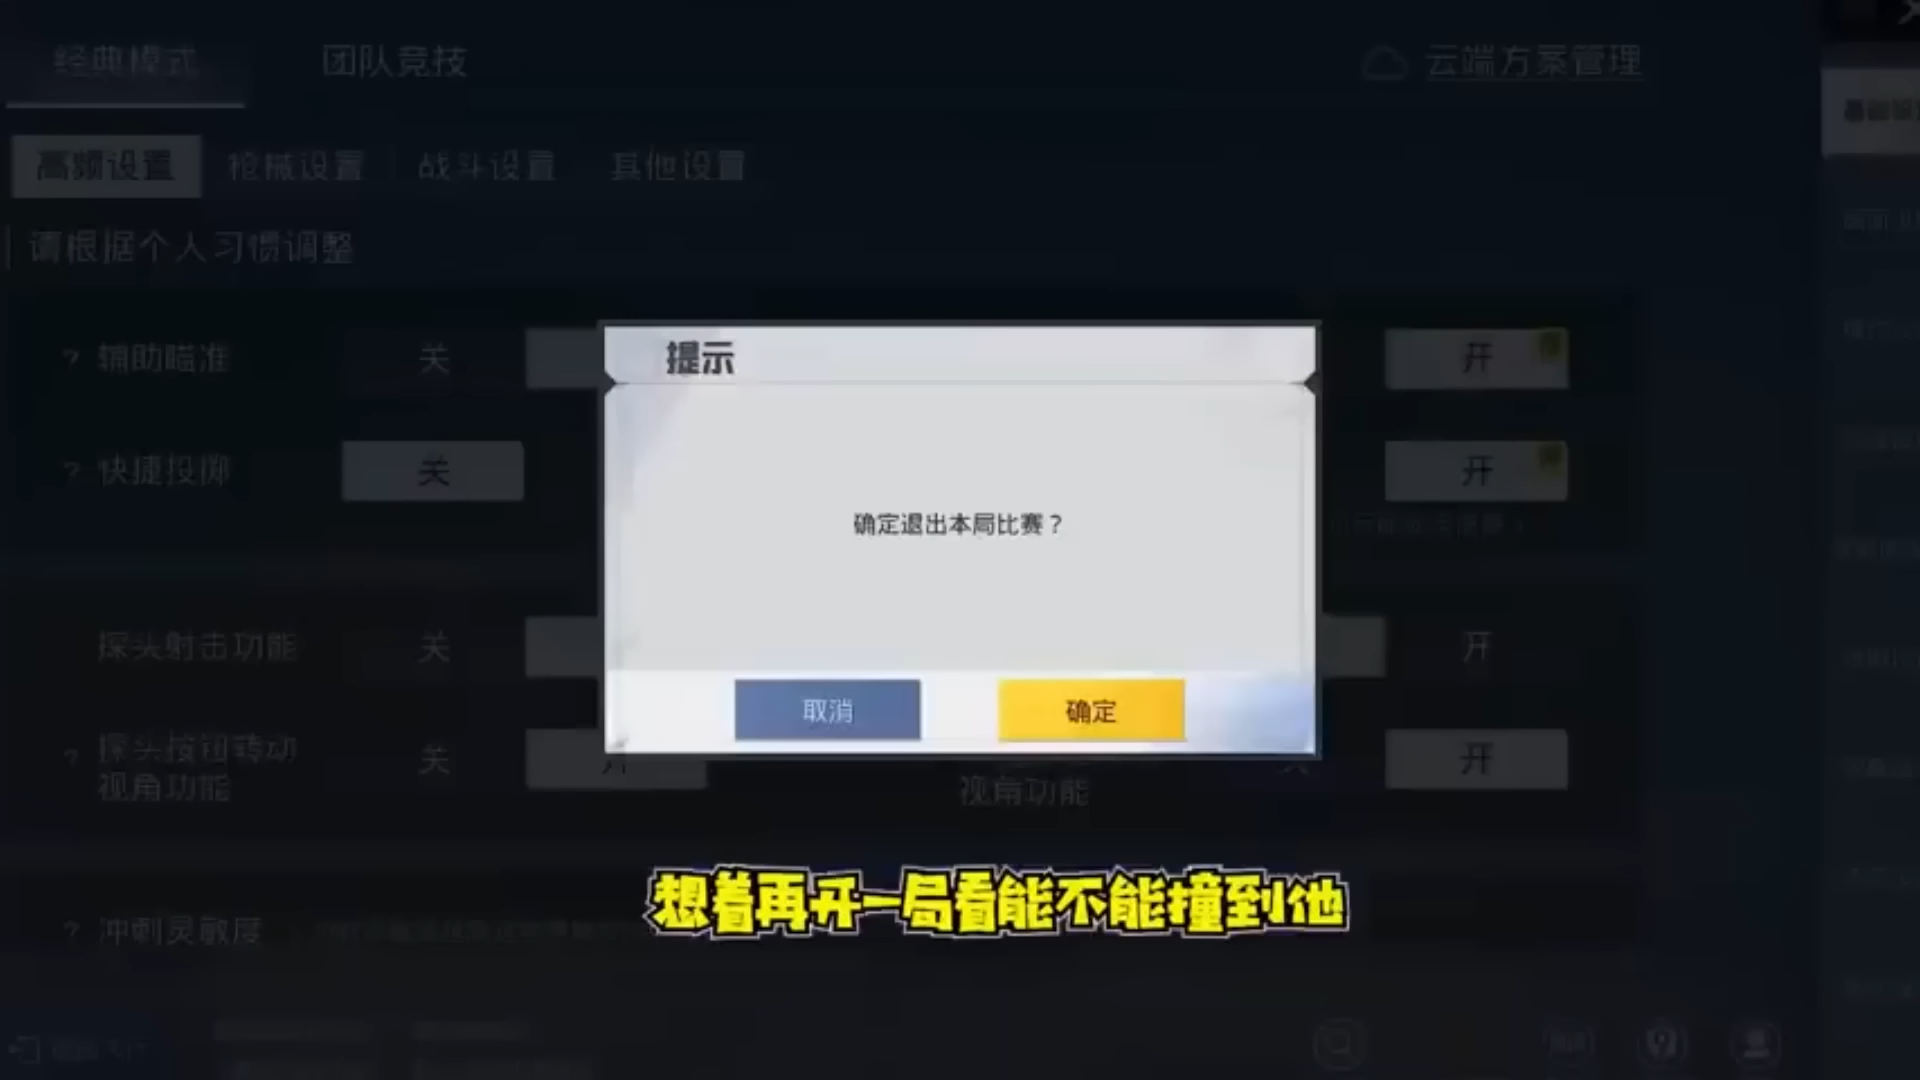 经典模式
团队竞技
云端方案管理
高频设置
枪械设置
战斗设置
其他设置
请根据个人习惯调整
提示
? 辅助瞄准
关
开
? 快捷投掷
关
开
确定退出本局比赛？
探头射击功能
关
开
取消
确定
? 探头按钮转动
视角功能
关
开
视角功能
关
开
想着再开一局看能不能撞到他
? 冲刺灵敏度